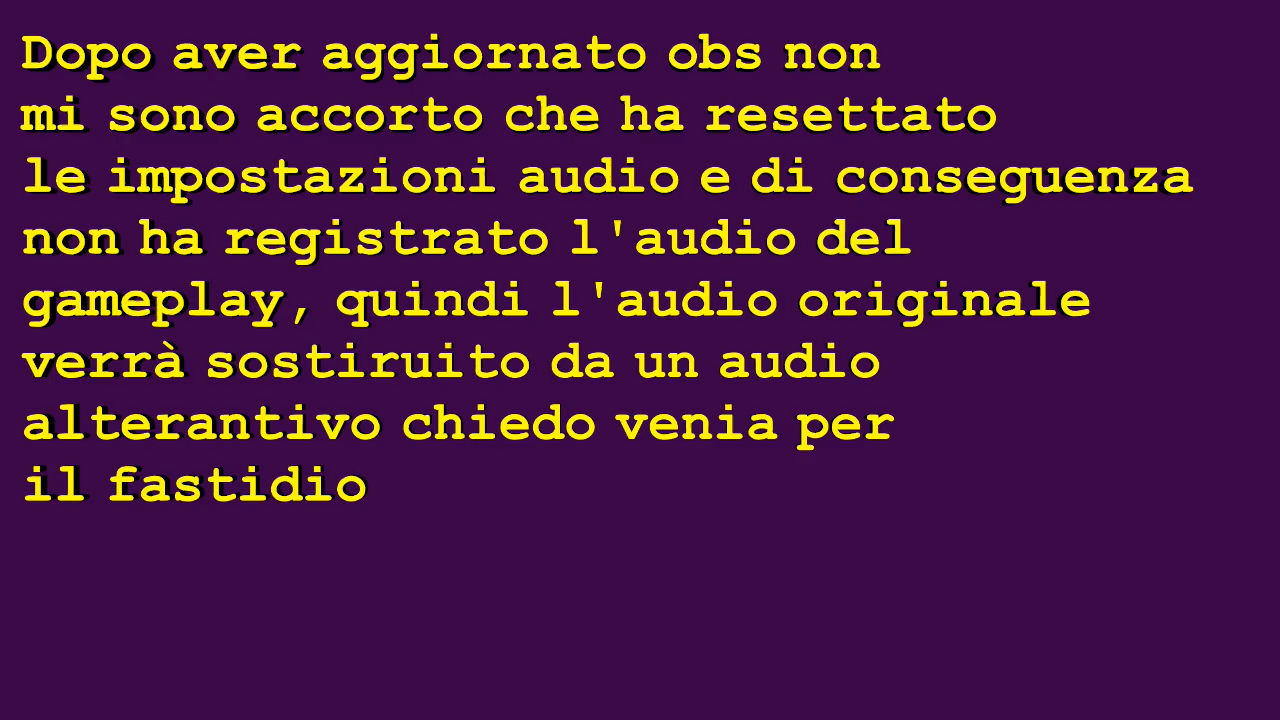 Dopo aver aggiornato obs non
mi sono accorto che ha resettato
le impostazioni audio e di conseguenza
non ha registrato l'audio del
gameplay, quindi l'audio originale
verrà sostiruito da un audio
alterantivo chiedo venia per
il fastidio